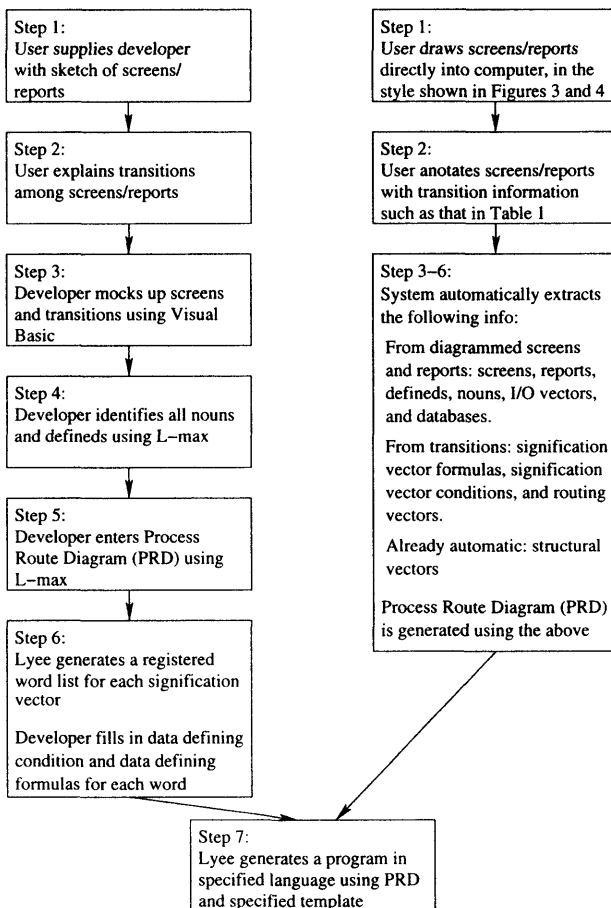 Step 1:
User supplies developer
with sketch of screens/
reports
Step 2:
User explains transitions
among screens/reports
Step 3:
Developer mocks up screens
and transitions using Visual
Basic
Step 4:
Developer identifies all nouns
and defineds using L-max
Step 5:
Developer enters Process
Route Diagram (PRD) using
L-max
Step 6:
Lyee generates a registered
word list for each signification
vector
Developer fills in data defining
condition and data defining
formulas for each word
Step 1:
User draws screens/reports
directly into computer, in the
style shown in Figures 3 and 4
Step 2:
User anotates screens/reports
with transition information
such as that in Table 1
Step 3-6:
System automatically extracts
the following info:
From diagrammed screens
and reports: screens, reports,
defineds, nouns, I/O vectors,
and databases.
From transitions: signification
vector formulas, signification
vector conditions, and routing
vectors.
Already automatic: structural
vectors
Process Route Diagram (PRD)
is generated using the above
Step 7:
Lyee generates a program in
specified language using PRD
and specified template